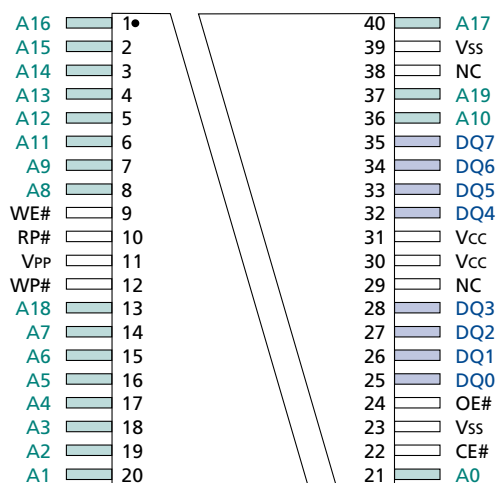 A16 1 40 A17
A15 2 39 Vss
A14 3 38 NC
A13 4 37 A19
A12 5 36 A10
A11 6 35 DQ7
A9 7 34 DQ6
A8 8 33 DQ5
WE# 9 32 DQ4
RP# 10 31 Vcc
VPP 11 30 Vcc
WP# 12 29 NC
A18 13 28 DQ3
A7 14 27 DQ2
A6 15 26 DQ1
A5 16 25 DQ0
A4 17 24 OE#
A3 18 23 Vss
A2 19 22 CE#
A1 20 21 A0